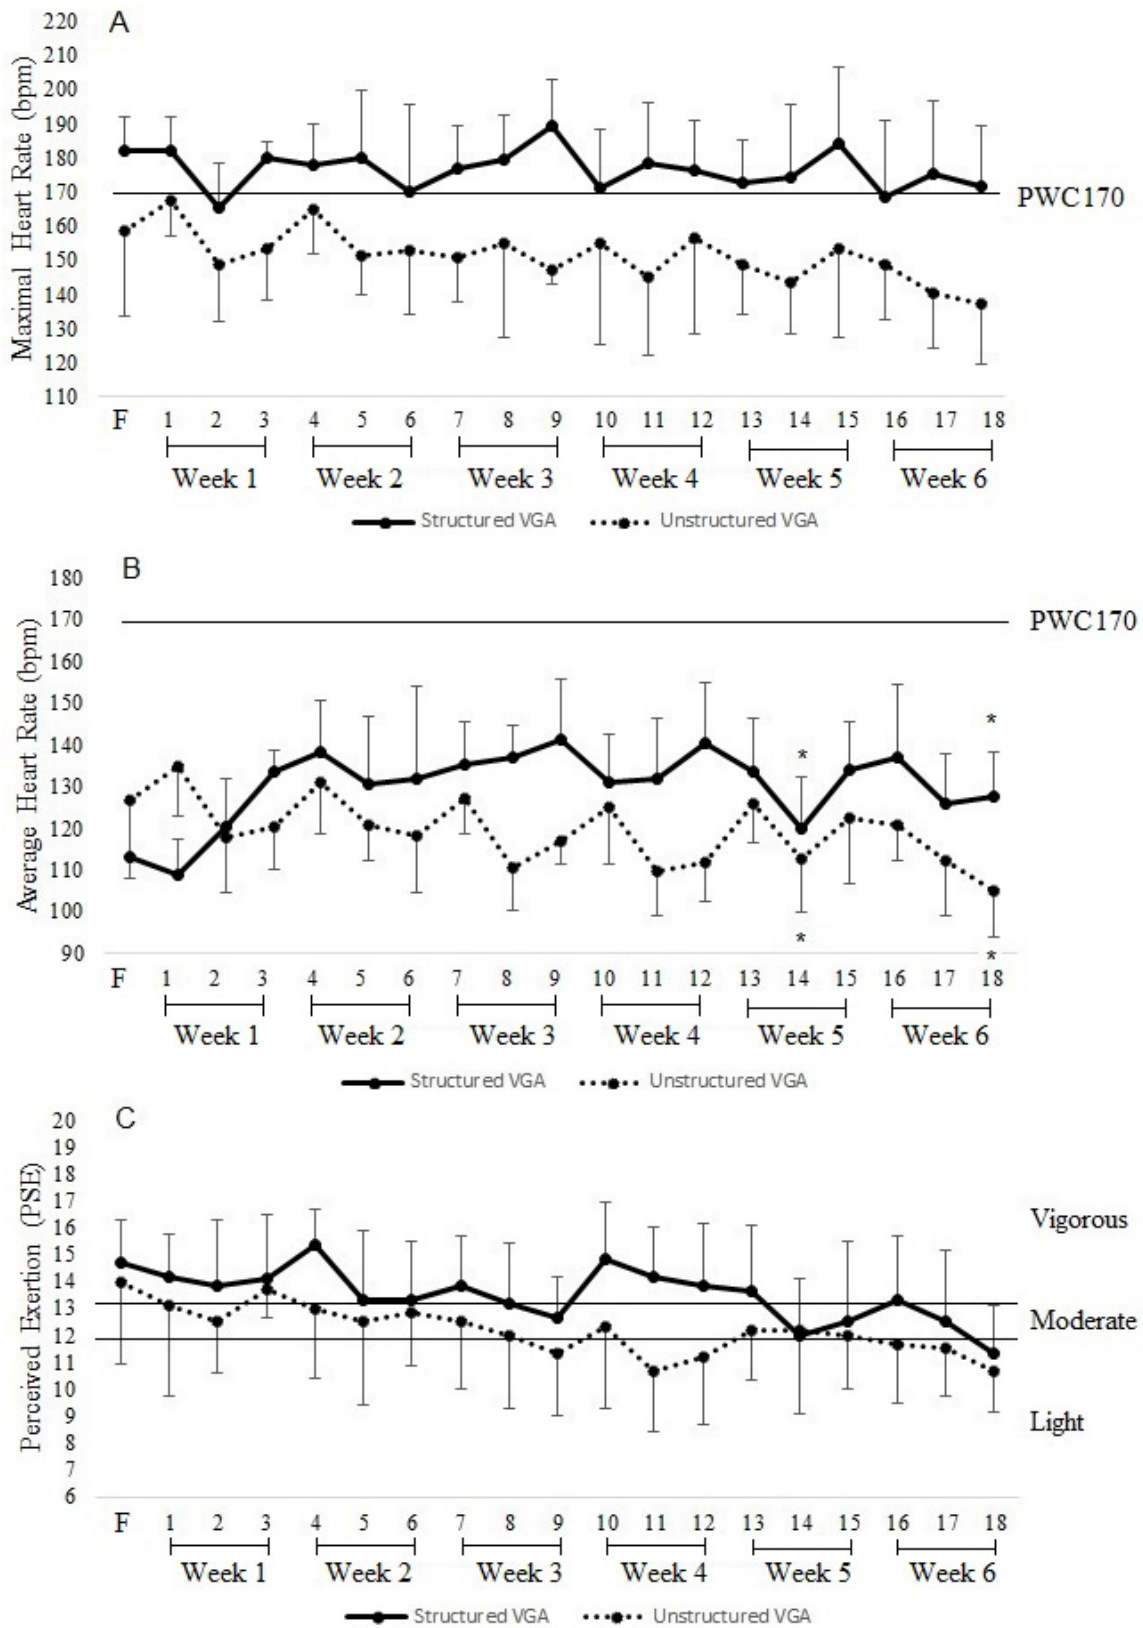 A
Maximal Heart Rate (bpm)
220
210
200
190
180
170
160
150
140
130
120
110
PWC170
F 1 2 3 4 5 6 7 8 9 10 11 12 13 14 15 16 17 18
Week 1 Week 2 Week 3 Week 4 Week 5 Week 6
Structured VGA Unstructured VGA
B
Average Heart Rate (bpm)
180
170
160
150
140
130
120
110
100
90
PWC170
*
*
*
*
F 1 2 3 4 5 6 7 8 9 10 11 12 13 14 15 16 17 18
Week 1 Week 2 Week 3 Week 4 Week 5 Week 6
Structured VGA Unstructured VGA
C
Perceived Exertion (PSE)
20
19
18
17
16
15
14
13
12
11
10
9
8
7
6
Vigorous
Moderate
Light
F 1 2 3 4 5 6 7 8 9 10 11 12 13 14 15 16 17 18
Week 1 Week 2 Week 3 Week 4 Week 5 Week 6
Structured VGA Unstructured VGA